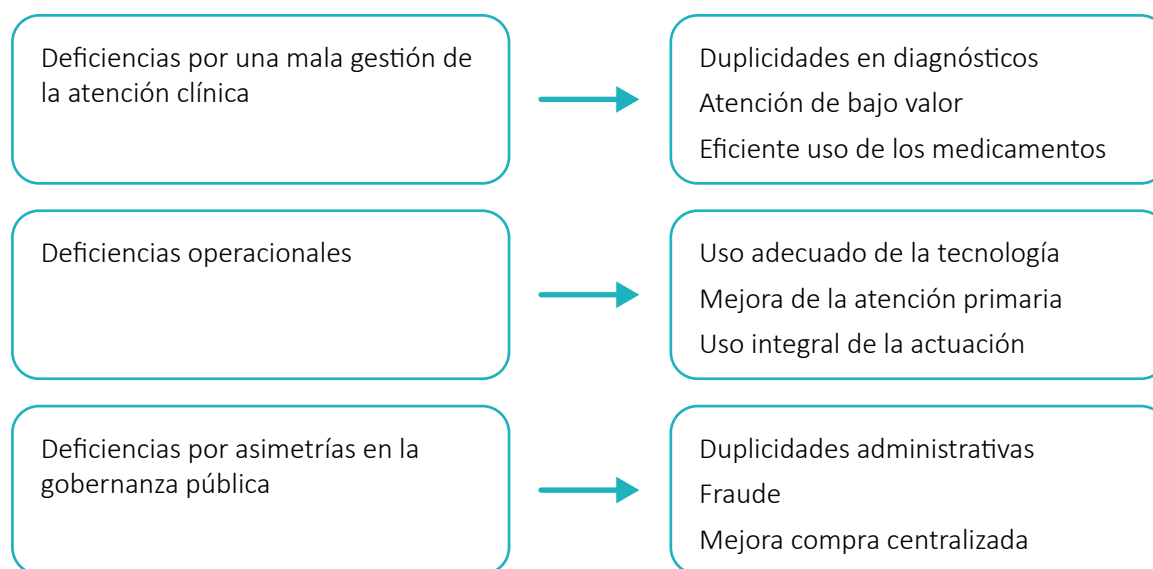 Deficiencias por una mala gestión de
la atención clínica
Duplicidades en diagnósticos
Atención de bajo valor
Eficiente uso de los medicamentos
Deficiencias operacionales
Uso adecuado de la tecnología
Mejora de la atención primaria
Uso integral de la actuación
Deficiencias por asimetrías en la
gobernanza pública
Duplicidades administrativas
Fraude
Mejora compra centralizada